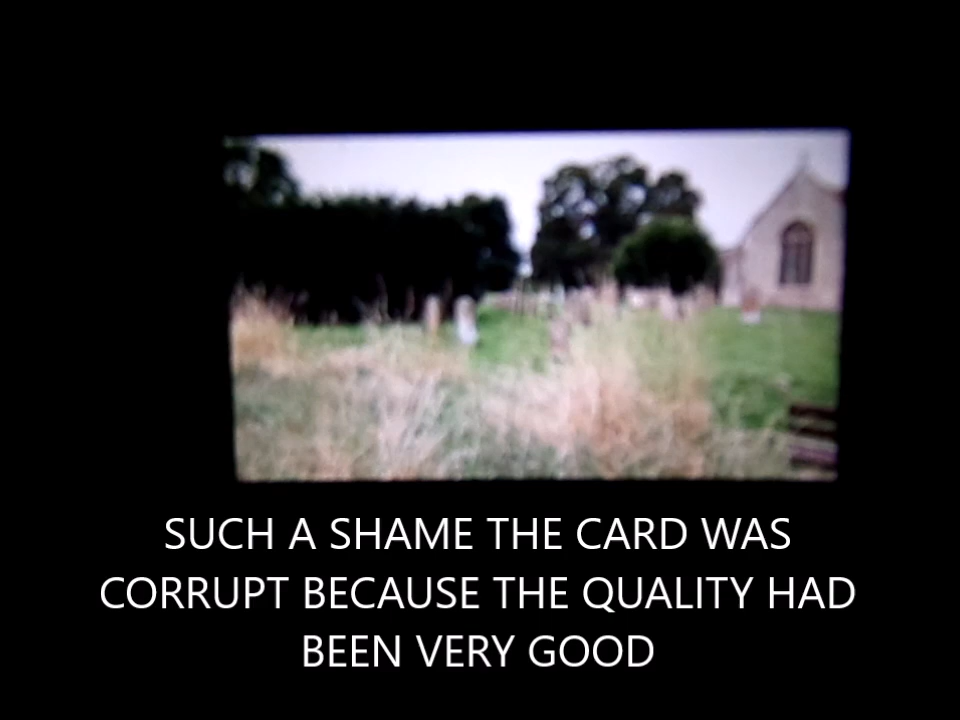 SUCH A SHAME THE CARD WAS
CORRUPT BECAUSE THE QUALITY HAD
BEEN VERY GOOD